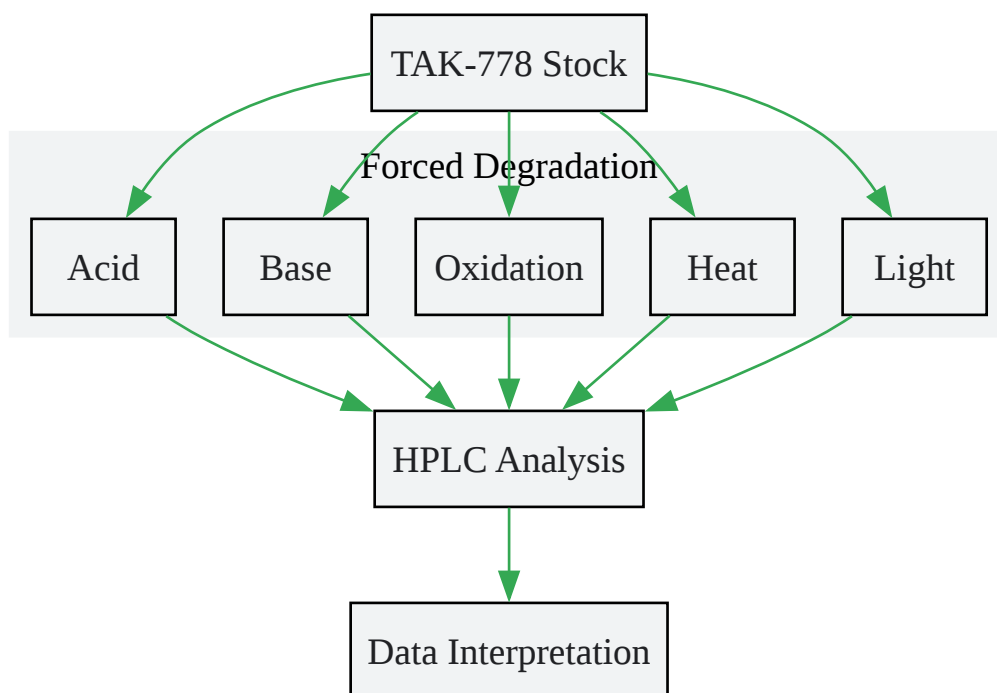 TAK-778 Stock
Forced Degradation
Acid
Base
Oxidation
Heat
Light
HPLC Analysis
Data Interpretation